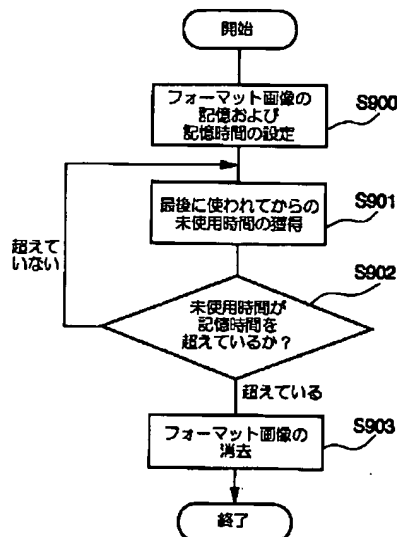 開始
フォーマット画像の
記憶および
記憶時間の設定
S900
最後に使われてからの
未使用時間の獲得
S901
超えて
いない
S902
未使用時間が
記憶時間を
超えているか？
超えている
フォーマット画像の
消去
S903
終了